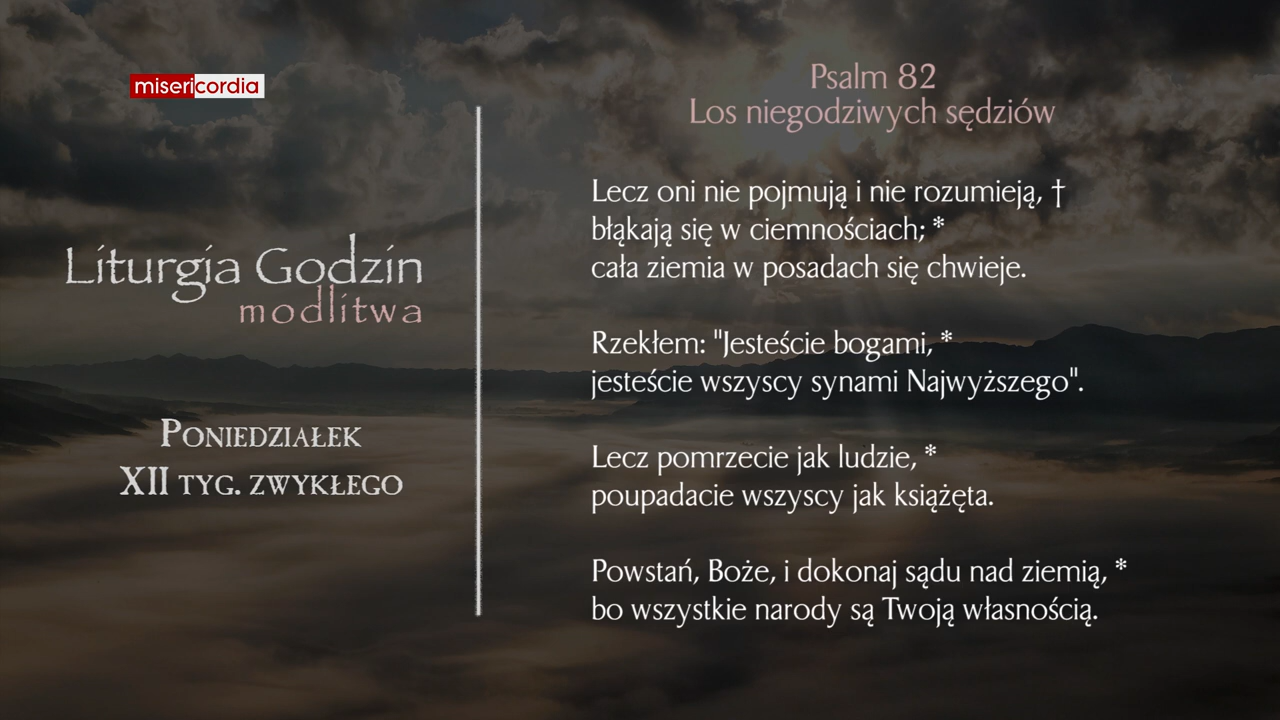 misericordia
Liturgia Godzin
modlitwa
Poniedziałek
XII tyg. zwykłego
Psalm 82
Los niegodziwych sędziów
Lecz oni nie pojmują i nie rozumieją, †
błąkają się w ciemnościach; *
cała ziemia w posadach się chwieje.
Rzekłem: "Jesteście bogami, *
jesteście wszyscy synami Najwyższego".
Lecz pomrzecie jak ludzie, *
poupadacie wszyscy jak książęta.
Powstań, Boże, i dokonaj sądu nad ziemią, *
bo wszystkie narody są Twoją własnością.